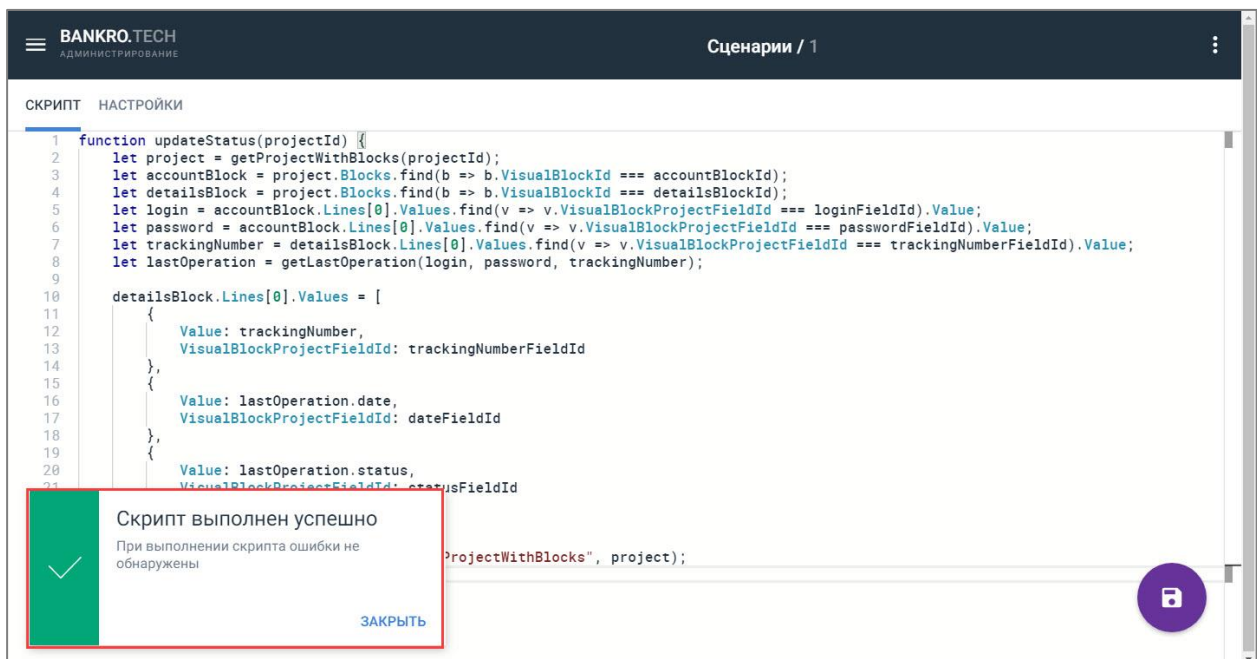 BANKRO.TECH
АДМИНИСТРИРОВАНИЕ
Сценарии / 1
СКРИПТ НАСТРОЙКИ
1 function updateStatus(projectId) {
2 let project = getProjectWithBlocks(projectId);
3 let accountBlock = project.Blocks.find(b => b.VisualBlockId === accountBlockId);
4 let detailsBlock = project.Blocks.find(b => b.VisualBlockId === detailsBlockId);
5 let login = accountBlock.Lines[0].Values.find(v => v.VisualBlockProjectFieldId === loginFieldId).Value;
6 let password = accountBlock.Lines[0].Values.find(v => v.VisualBlockProjectFieldId === passwordFieldId).Value;
7 let trackingNumber = detailsBlock.Lines[0].Values.find(v => v.VisualBlockProjectFieldId === trackingNumberFieldId).Value;
8 let lastOperation = getLastOperation(login, password, trackingNumber);
9
10 detailsBlock.Lines[0].Values = [
11 {
12 Value: trackingNumber,
13 VisualBlockProjectFieldId: trackingNumberFieldId
14 },
15 {
16 Value: lastOperation.date,
17 VisualBlockProjectFieldId: dateFieldId
18 },
19 {
20 Value: lastOperation.status,
21 VisualBlockProjectFieldId: statusFieldId
Скрипт выполнен успешно
При выполнении скрипта ошибки не
обнаружены
ProjectWithBlocks", project);
ЗАКРЫТЬ